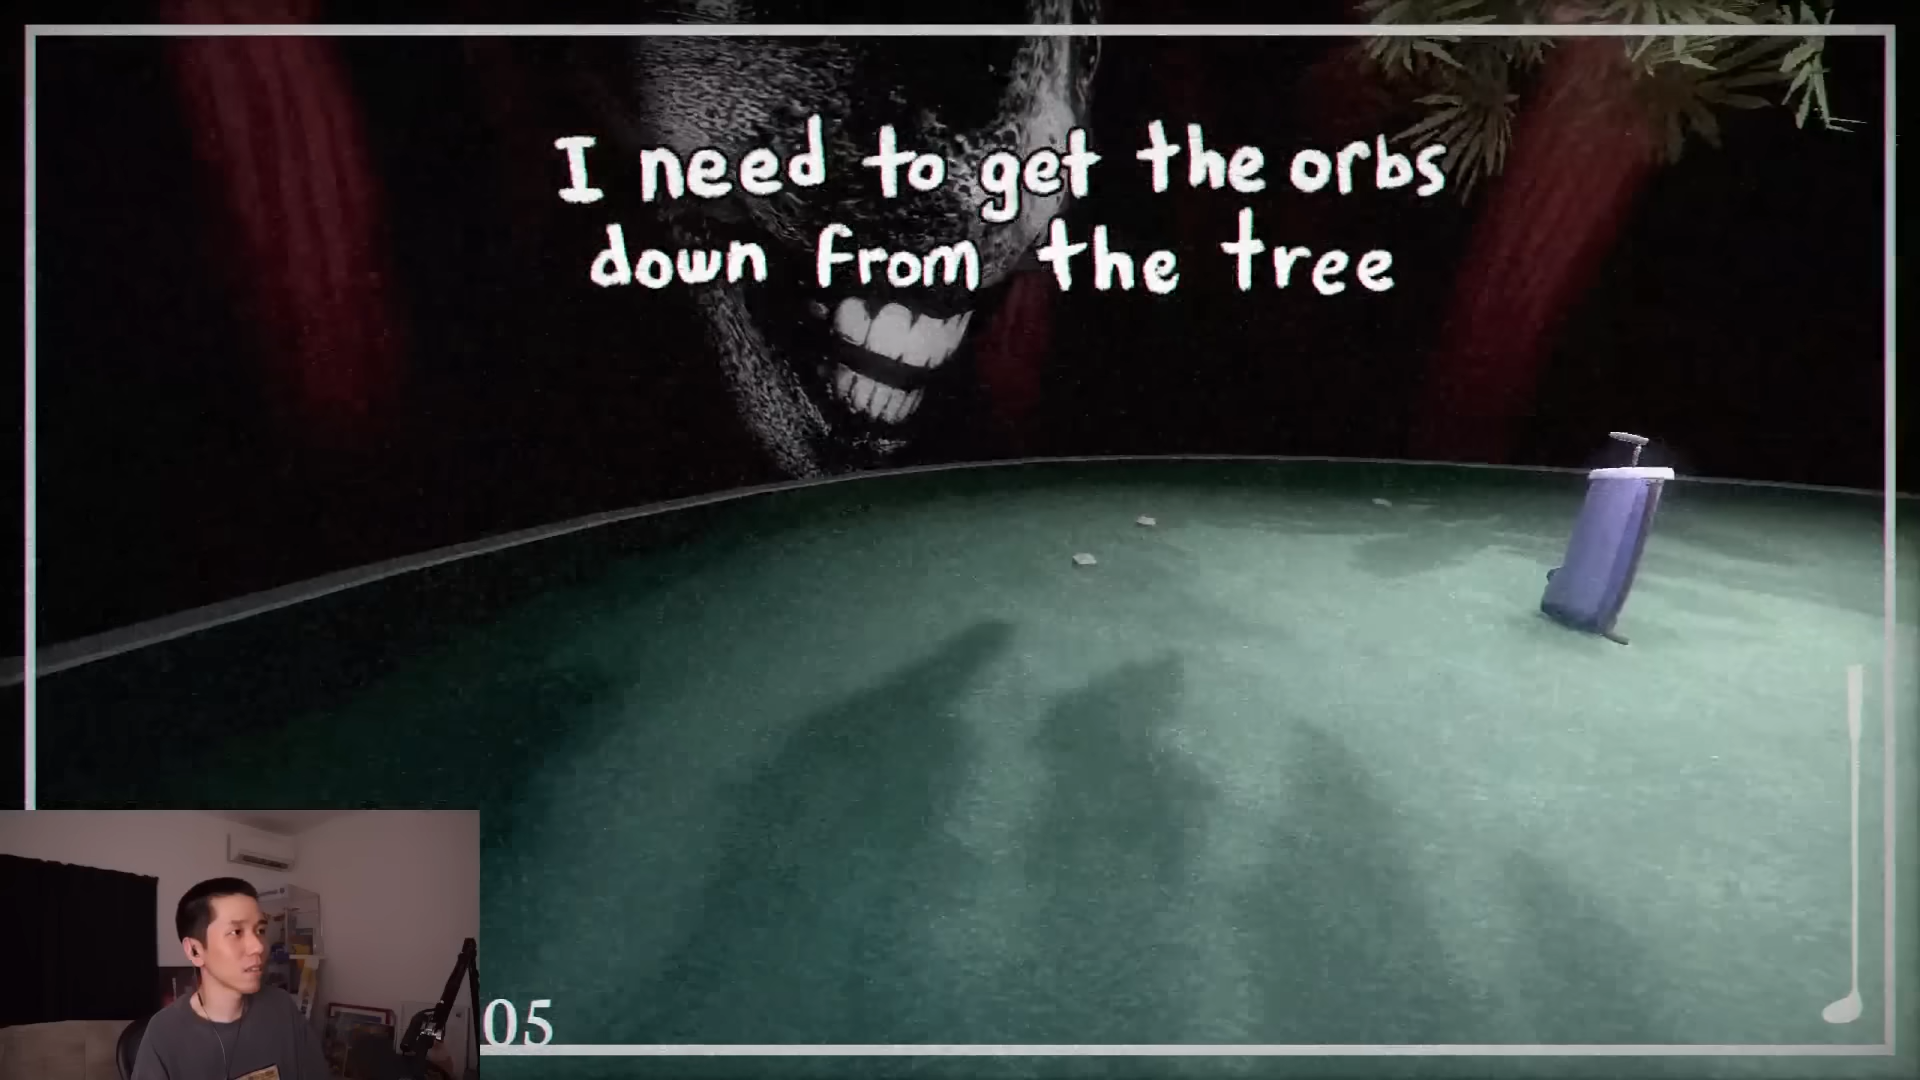 I need to get the orbs
down from the tree
05